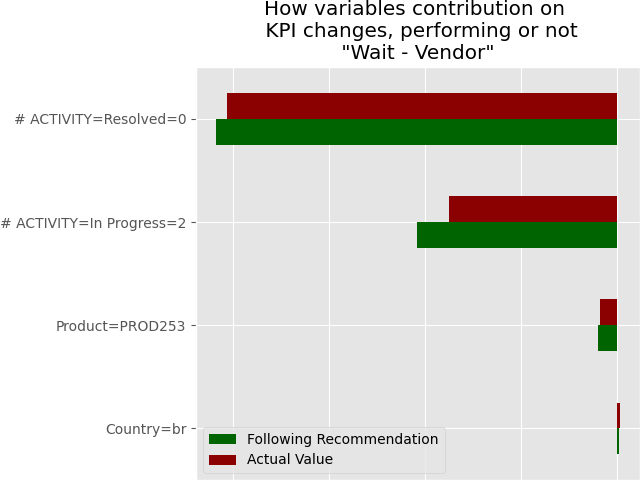 How variables contribution on
KPI changes, performing or not
"Wait - Vendor"
# ACTIVITY=Resolved=0
# ACTIVITY=In Progress=2
Product=PROD253
Country=br
Following Recommendation
Actual Value